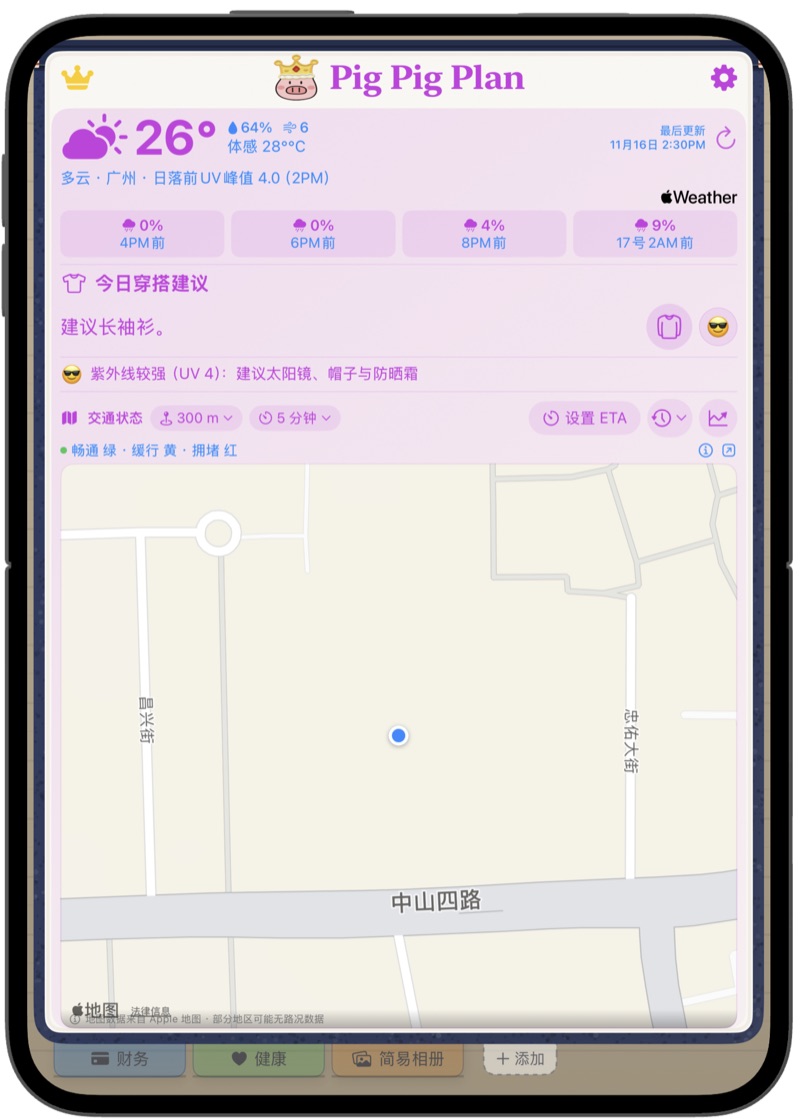 Pig Pig Plan
26° 64% 6
体感 28°°C
最后更新
11月16日 2:30PM
多云 · 广州 · 日落前UV峰值 4.0 (2PM)
Weather
0% 0% 4% 9%
4PM前 6PM前 8PM前 17号2AM前
今日穿搭建议
建议长袖衫。
紫外线较强（UV 4）：建议太阳镜、帽子与防晒霜
交通状态 300 m 5 分钟 设置 ETA
畅通 绿 · 缓行 黄 · 拥堵 红
昌兴街
忠佑大街
中山四路
地图 法律信息
地图数据来自 Apple 地图 · 部分地区可能无路况数据
财务 健康 简易相册 + 添加